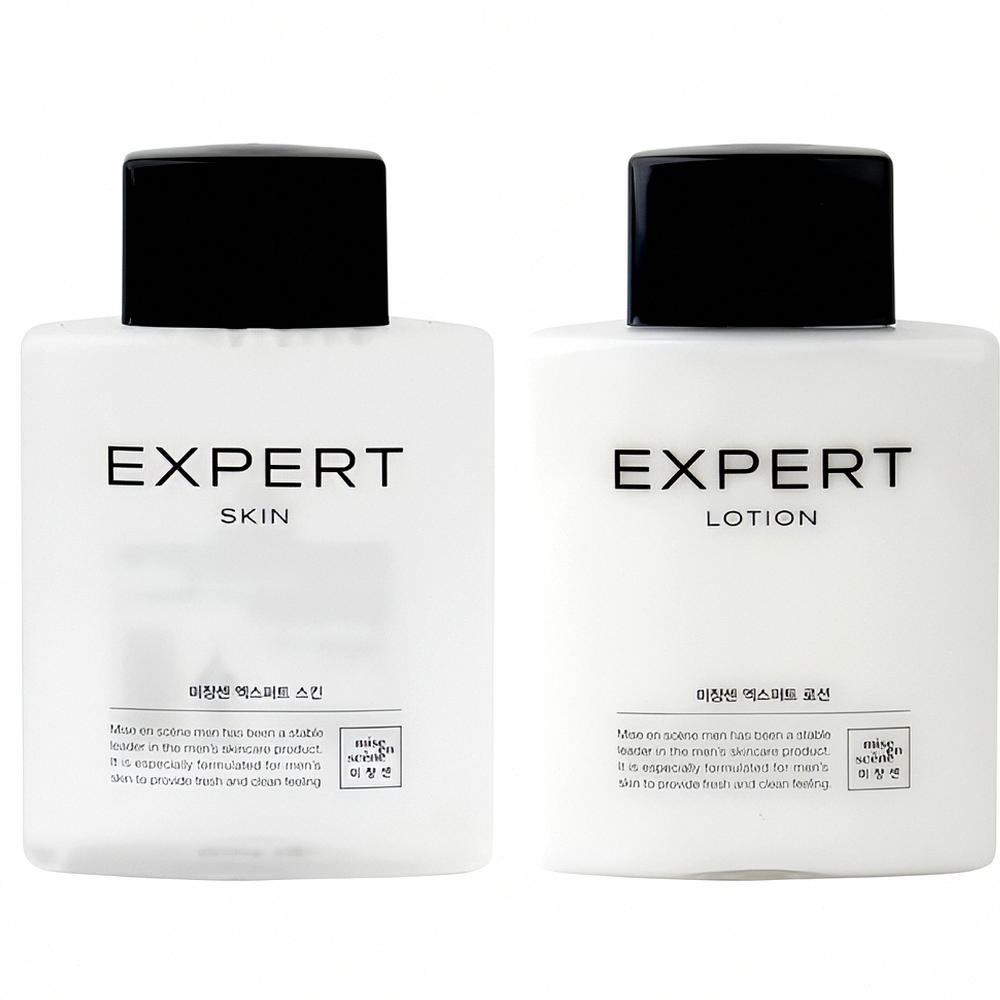 EXPERT
SKIN
미장센 엑스퍼트 스킨
Mise en scène men has been a stable
leader in the men's skincare product.
It is especially formulated for men's
skin to provide fresh and clean feeling
mise
en
scène
미장센
EXPERT
LOTION
미장센 엑스퍼트 로션
Mise en scène men has been a stable
leader in the men's skincare product.
It is especially formulated for men's
skin to provide fresh and clean feeling.
mise
en
scène
미장센